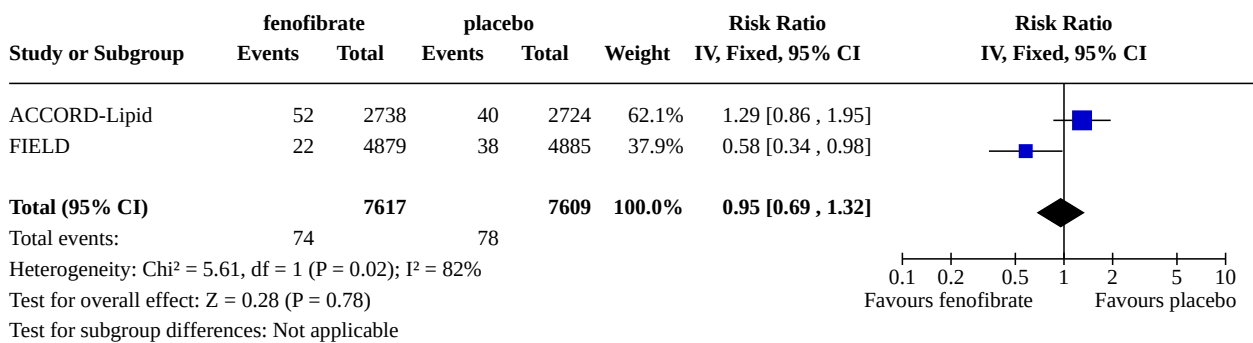 fenofibrate placebo Risk Ratio Risk Ratio
Study or Subgroup Events Total Events Total Weight IV, Fixed, 95% CI IV, Fixed, 95% CI
ACCORD-Lipid 52 2738 40 2724 62.1% 1.29 [0.86 , 1.95]
FIELD 22 4879 38 4885 37.9% 0.58 [0.34 , 0.98]
Total (95% CI) 7617 7609 100.0% 0.95 [0.69 , 1.32]
Total events: 74 78
Heterogeneity: Chi² = 5.61, df = 1 (P = 0.02); I² = 82%
0.1 0.2 0.5 1 2 5 10
Test for overall effect: Z = 0.28 (P = 0.78)
Favours fenofibrate Favours placebo
Test for subgroup differences: Not applicable